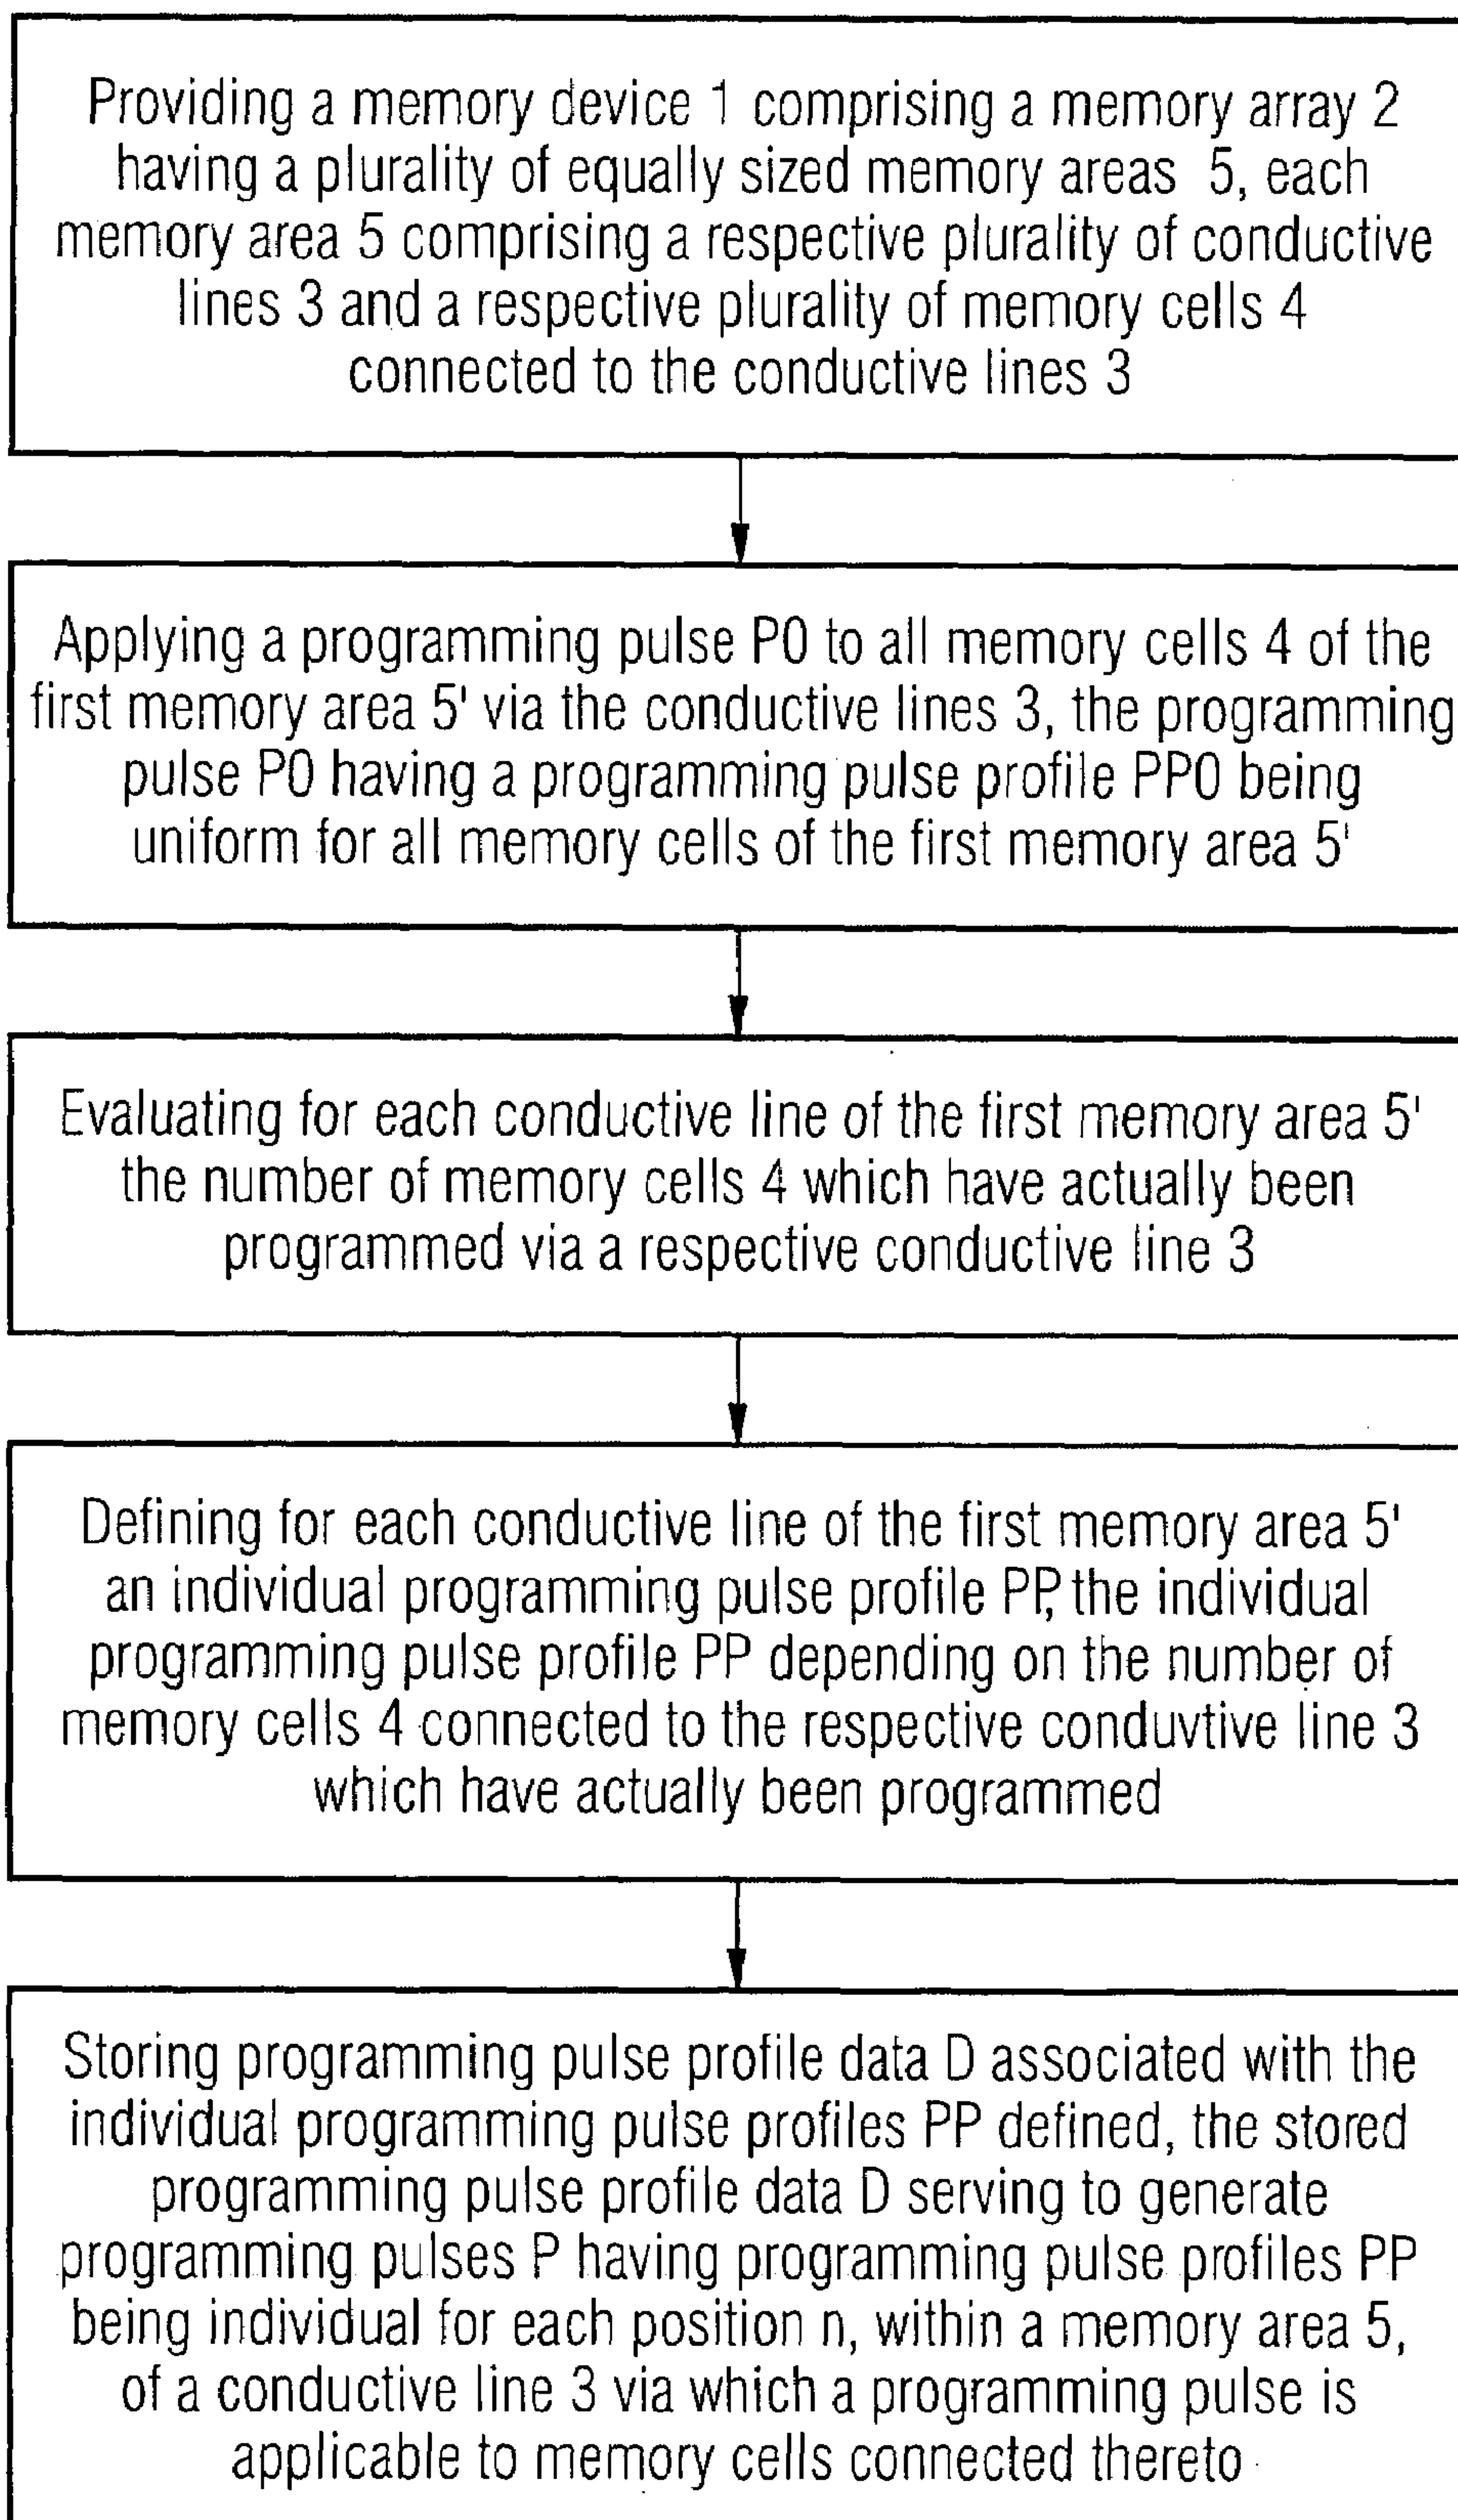 Providing a memory device 1 comprising a memory array 2
having a plurality of equally sized memory areas 5, each
memory area 5 comprising a respective plurality of conductive
lines 3 and a respective plurality of memory cells 4
connected to the conductive lines 3
Applying a programming pulse P0 to all memory cells 4 of the
first memory area 5' via the conductive lines 3, the programming
pulse P0 having a programming pulse profile PP0 being
uniform for all memory cells of the first memory area 5'
Evaluating for each conductive line of the first memory area 5'
the number of memory cells 4 which have actually been
programmed via a respective conductive line 3
Defining for each conductive line of the first memory area 5'
an individual programming pulse profile PP, the individual
programming pulse profile PP depending on the number of
memory cells 4 connected to the respective conduvtive line 3
which have actually been programmed
Storing programming pulse profile data D associated with the
individual programming pulse profiles PP defined, the stored
programming pulse profile data D serving to generate
programming pulses P having programming pulse profiles PP
being individual for each position n, within a memory area 5,
of a conductive line 3 via which a programming pulse is
applicable to memory cells connected thereto